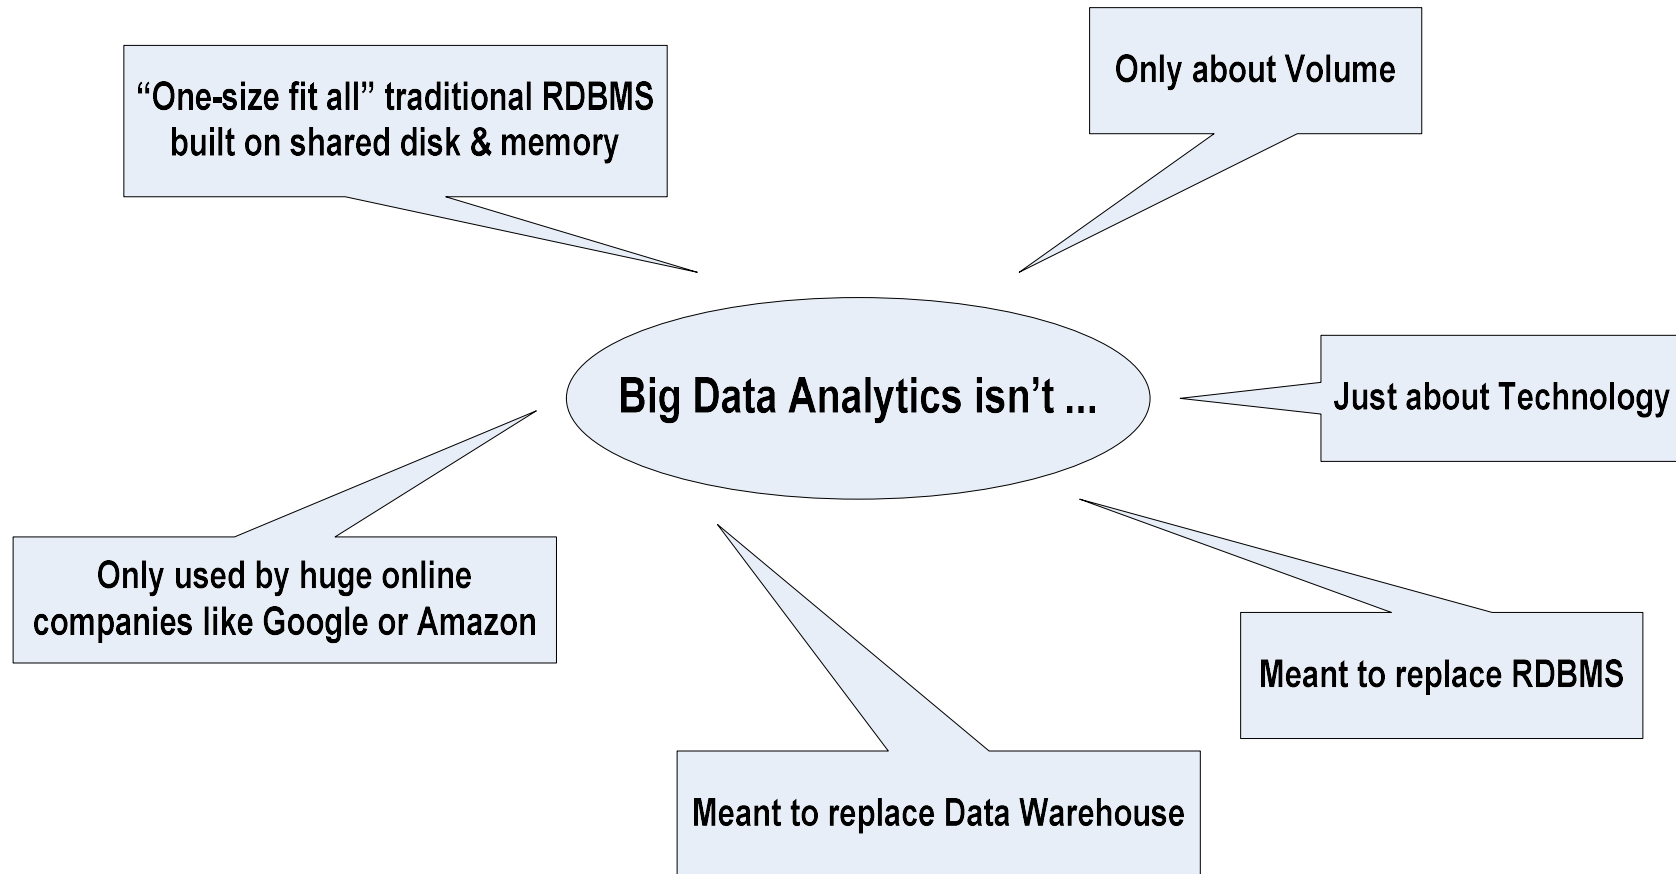 “One-size fit all” traditional RDBMS
built on shared disk & memory
Only about Volume
Big Data Analytics isn’t ...
Just about Technology
Only used by huge online
companies like Google or Amazon
Meant to replace RDBMS
Meant to replace Data Warehouse